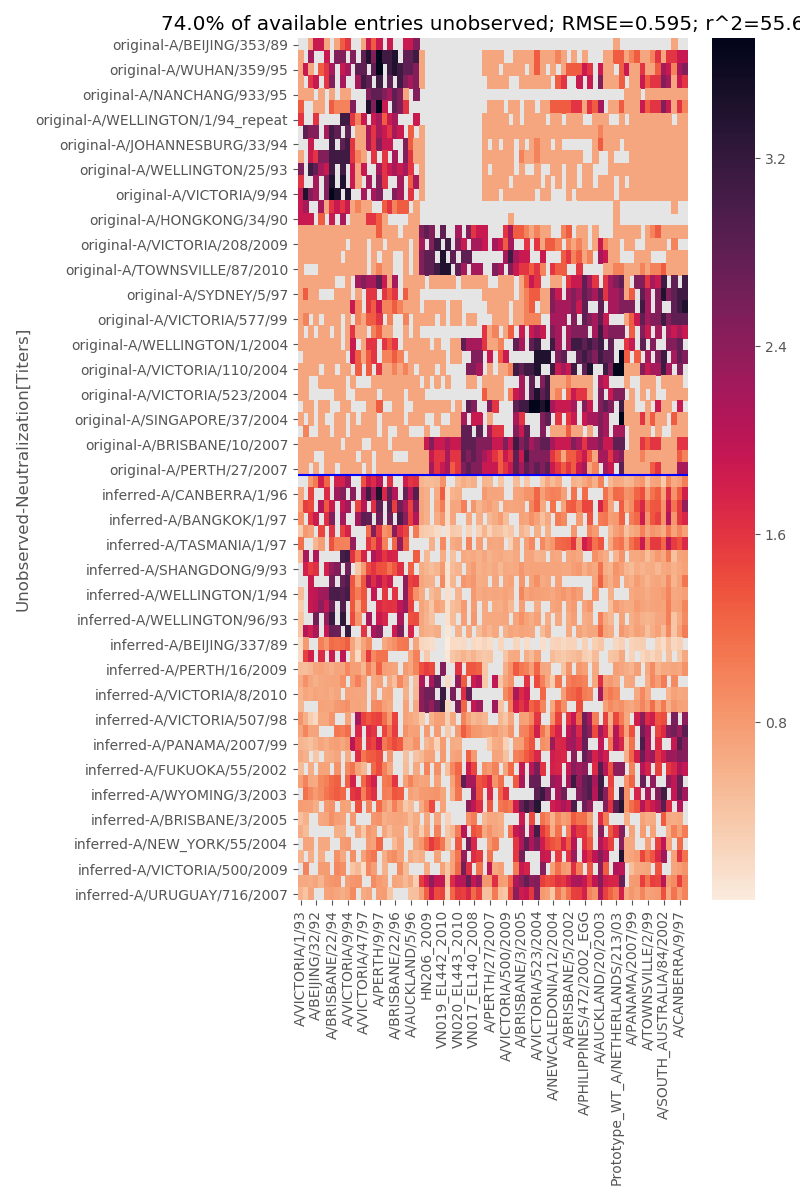 74.0% of available entries unobserved; RMSE=0.595; r^2=55.6
original-A/BEIJING/353/89
original-A/WUHAN/359/95
original-A/NANCHANG/933/95
original-A/WELLINGTON/1/94_repeat
original-A/JOHANNESBURG/33/94
original-A/WELLINGTON/25/93
original-A/VICTORIA/9/94
original-A/HONGKONG/34/90
original-A/VICTORIA/208/2009
original-A/TOWNSVILLE/87/2010
original-A/SYDNEY/5/97
original-A/VICTORIA/577/99
original-A/WELLINGTON/1/2004
original-A/VICTORIA/110/2004
original-A/VICTORIA/523/2004
original-A/SINGAPORE/37/2004
original-A/BRISBANE/10/2007
original-A/PERTH/27/2007
inferred-A/CANBERRA/1/96
inferred-A/BANGKOK/1/97
inferred-A/TASMANIA/1/97
inferred-A/SHANGDONG/9/93
inferred-A/WELLINGTON/1/94
inferred-A/WELLINGTON/96/93
inferred-A/BEIJING/337/89
inferred-A/PERTH/16/2009
inferred-A/VICTORIA/8/2010
inferred-A/VICTORIA/507/98
inferred-A/PANAMA/2007/99
inferred-A/FUKUOKA/55/2002
inferred-A/WYOMING/3/2003
inferred-A/BRISBANE/3/2005
inferred-A/NEW_YORK/55/2004
inferred-A/VICTORIA/500/2009
inferred-A/URUGUAY/716/2007
Unobserved-Neutralization[Titers]
3.2
2.4
1.6
0.8
A/VICTORIA/1/93
A/BEIJING/32/92
A/BRISBANE/22/94
A/VICTORIA/9/94
A/VICTORIA/47/97
A/PERTH/9/97
A/BRISBANE/22/96
A/AUCKLAND/5/96
HN206_2009
VN019_EL442_2010
VN020_EL443_2010
VN017_EL140_2008
A/PERTH/27/2007
A/VICTORIA/500/2009
A/BRISBANE/3/2005
A/VICTORIA/523/2004
A/NEWCALEDONIA/12/2004
A/BRISBANE/5/2002
A/PHILIPPINES/472/2002_EGG
A/AUCKLAND/20/2003
Prototype_WT_A/NETHERLANDS/213/03
A/PANAMA/2007/99
A/TOWNSVILLE/2/99
A/SOUTH_AUSTRALIA/84/2002
A/CANBERRA/9/97